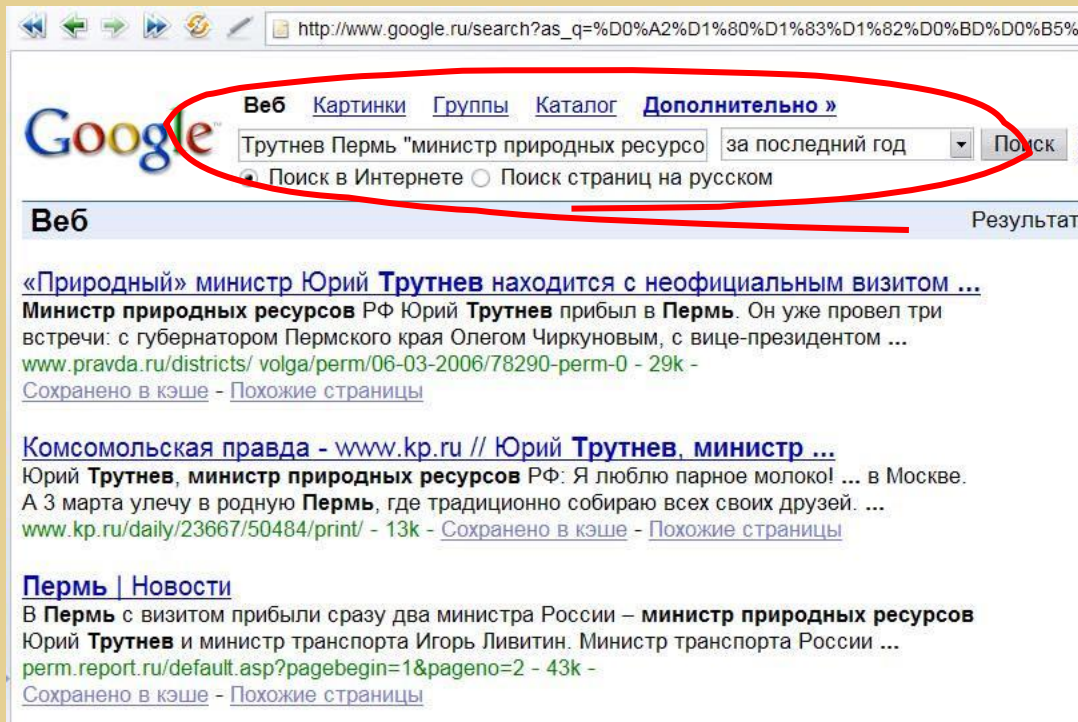 http://www.google.ru/search?as_q=%D0%A2%D1%80%D1%83%D1%82%D0%BD%D0%B5%
Google™
Веб Картинки Группы Каталог Дополнительно »
Трутнев Пермь "министр природных ресурсо за последний год Поиск
Поиск в Интернете Поиск страниц на русском
Веб Результат
«Природный» министр Юрий Трутнев находится с неофициальным визитом ...
Министр природных ресурсов РФ Юрий Трутнев прибыл в Пермь. Он уже провел три
встречи: с губернатором Пермского края Олегом Чиркуновым, с вице-президентом ...
www.pravda.ru/districts/ volga/perm/06-03-2006/78290-perm-0 - 29k -
Сохранено в кэше - Похожие страницы
Комсомольская правда - www.kp.ru // Юрий Трутнев, министр ...
Юрий Трутнев, министр природных ресурсов РФ: Я люблю парное молоко! ... в Москве.
А 3 марта улечу в родную Пермь, где традиционно собираю всех своих друзей. ...
www.kp.ru/daily/23667/50484/print/ - 13k - Сохранено в кэше - Похожие страницы
Пермь | Новости
В Пермь с визитом прибыли сразу два министра России – министр природных ресурсов
Юрий Трутнев и министр транспорта Игорь Ливитин. Министр транспорта России ...
perm.report.ru/default.asp?pagebegin=1&pageno=2 - 43k -
Сохранено в кэше - Похожие страницы